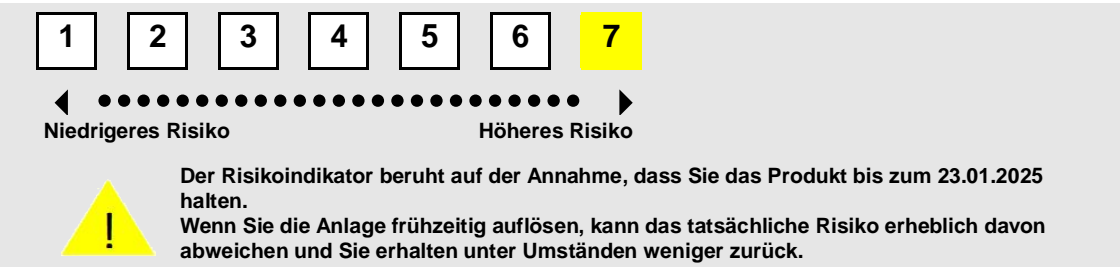 1 2 3 4 5 6 7
Niedrigeres Risiko Höheres Risiko
Der Risikoindikator beruht auf der Annahme, dass Sie das Produkt bis zum 23.01.2025
halten.
Wenn Sie die Anlage frühzeitig auflösen, kann das tatsächliche Risiko erheblich davon
abweichen und Sie erhalten unter Umständen weniger zurück.
!